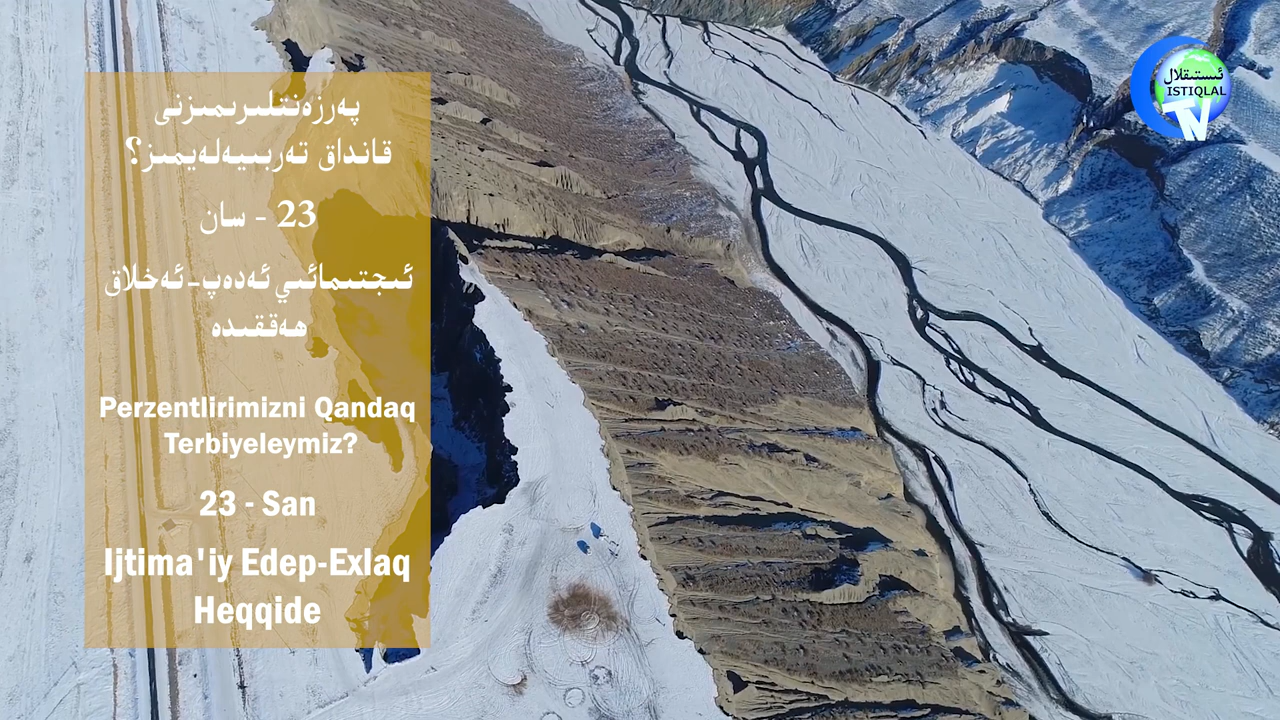 پەرزەنتلىرىمىزنى
قانداق تەربىيەلەيمىز؟
23 - سان
ئىجتىمائىي ئەدەپ-ئەخلاق
ھەققىدە
Perzentlirimizni Qandaq
Terbiyeleymiz?
23 - San
Ijtima'iy Edep-Exlaq
Heqqide
ئىستىقلال
ISTIQLAL
TV